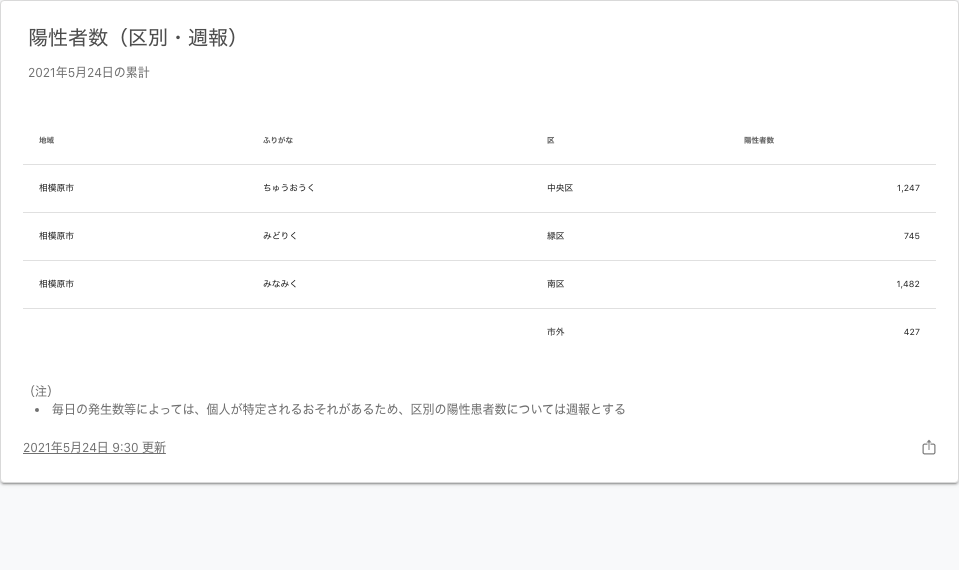 陽性者数（区別・週報）
2021年5月24日の累計
地域 ふりがな 区 陽性者数
相模原市 ちゅうおうく 中央区 1,247
相模原市 みどりく 緑区 745
相模原市 みなみく 南区 1,482
市外 427
（注）
• 毎日の発生数等によっては、個人が特定されるおそれがあるため、区別の陽性患者数については週報とする
2021年5月24日 9:30 更新